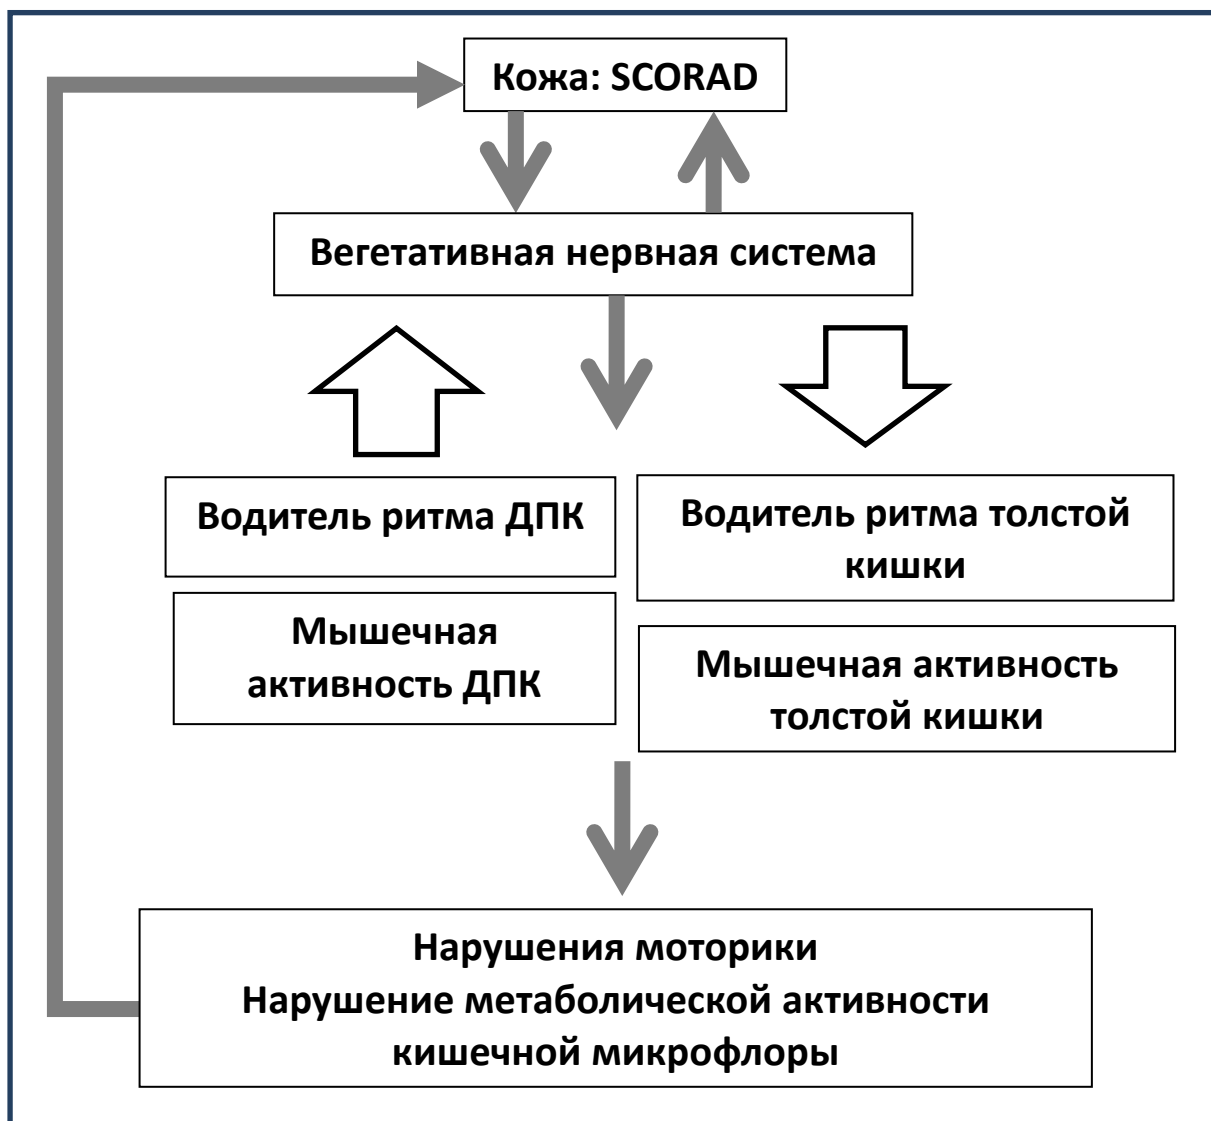 Кожа: SCORAD
Вегетативная нервная система
Водитель ритма ДПК
Водитель ритма толстой
кишки
Мышечная
активность ДПК
Мышечная активность
толстой кишки
Нарушения моторики
Нарушение метаболической активности
кишечной микрофлоры